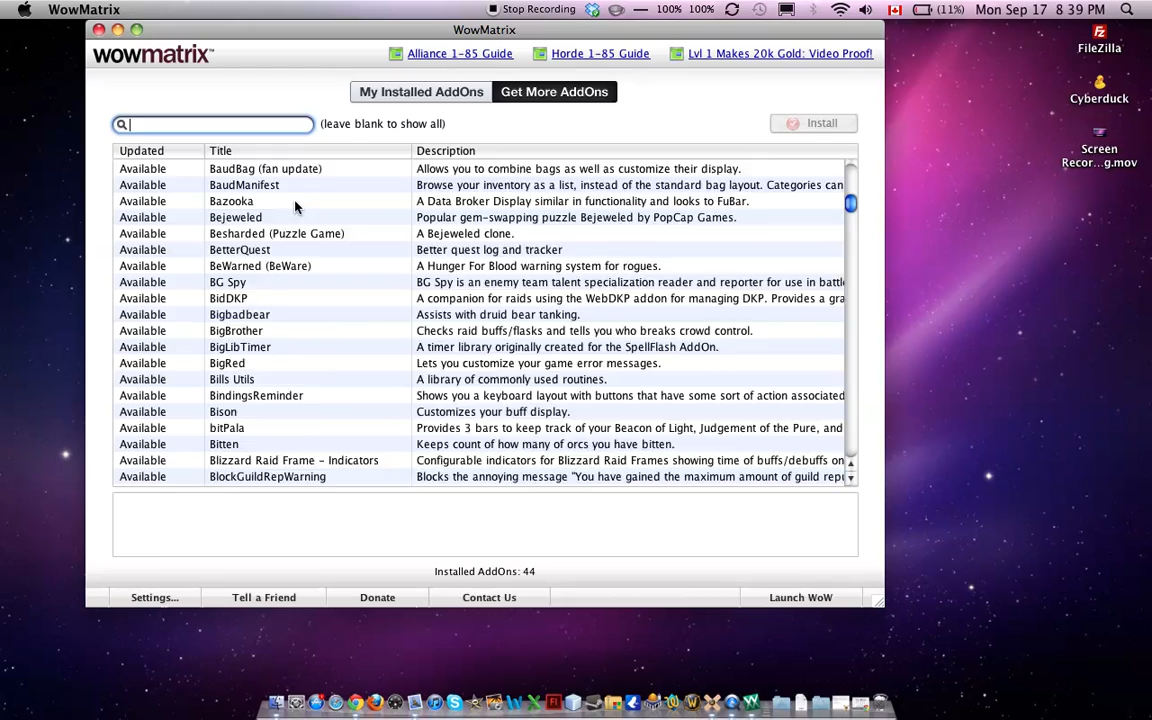 WowMatrix Stop Recording 100% 100% (11%) Mon Sep 17 8:39 PM
WowMatrix
wowmatrix™ Alliance 1-85 Guide Horde 1-85 Guide Lvl 1 Makes 20k Gold: Video Proof!
My Installed AddOns Get More AddOns
(leave blank to show all) Install
Updated Title Description
Available BaudBag (fan update) Allows you to combine bags as well as customize their display.
Available BaudManifest Browse your inventory as a list, instead of the standard bag layout. Categories can
Available Bazooka A Data Broker Display similar in functionality and looks to FuBar.
Available Bejeweled Popular gem-swapping puzzle Bejeweled by PopCap Games.
Available Besharded (Puzzle Game) A Bejeweled clone.
Available BetterQuest Better quest log and tracker
Available BeWarned (BeWare) A Hunger For Blood warning system for rogues.
Available BG Spy BG Spy is an enemy team talent specialization reader and reporter for use in battl
Available BidDKP A companion for raids using the WebDKP addon for managing DKP. Provides a gra
Available Bigbadbear Assists with druid bear tanking.
Available BigBrother Checks raid buffs/flasks and tells you who breaks crowd control.
Available BigLibTimer A timer library originally created for the SpellFlash AddOn.
Available BigRed Lets you customize your game error messages.
Available Bills Utils A library of commonly used routines.
Available BindingsReminder Shows you a keyboard layout with buttons that have some sort of action associated
Available Bison Customizes your buff display.
Available bitPala Provides 3 bars to keep track of your Beacon of Light, Judgement of the Pure, and
Available Bitten Keeps count of how many of orcs you have bitten.
Available Blizzard Raid Frame - Indicators Configurable indicators for Blizzard Raid Frames showing time of buffs/debuffs on
Available BlockGuildRepWarning Blocks the annoying message "You have gained the maximum amount of guild repu
Installed AddOns: 44
Settings... Tell a Friend Donate Contact Us Launch WoW
FileZilla
Cyberduck
Screen
Recor...g.mov